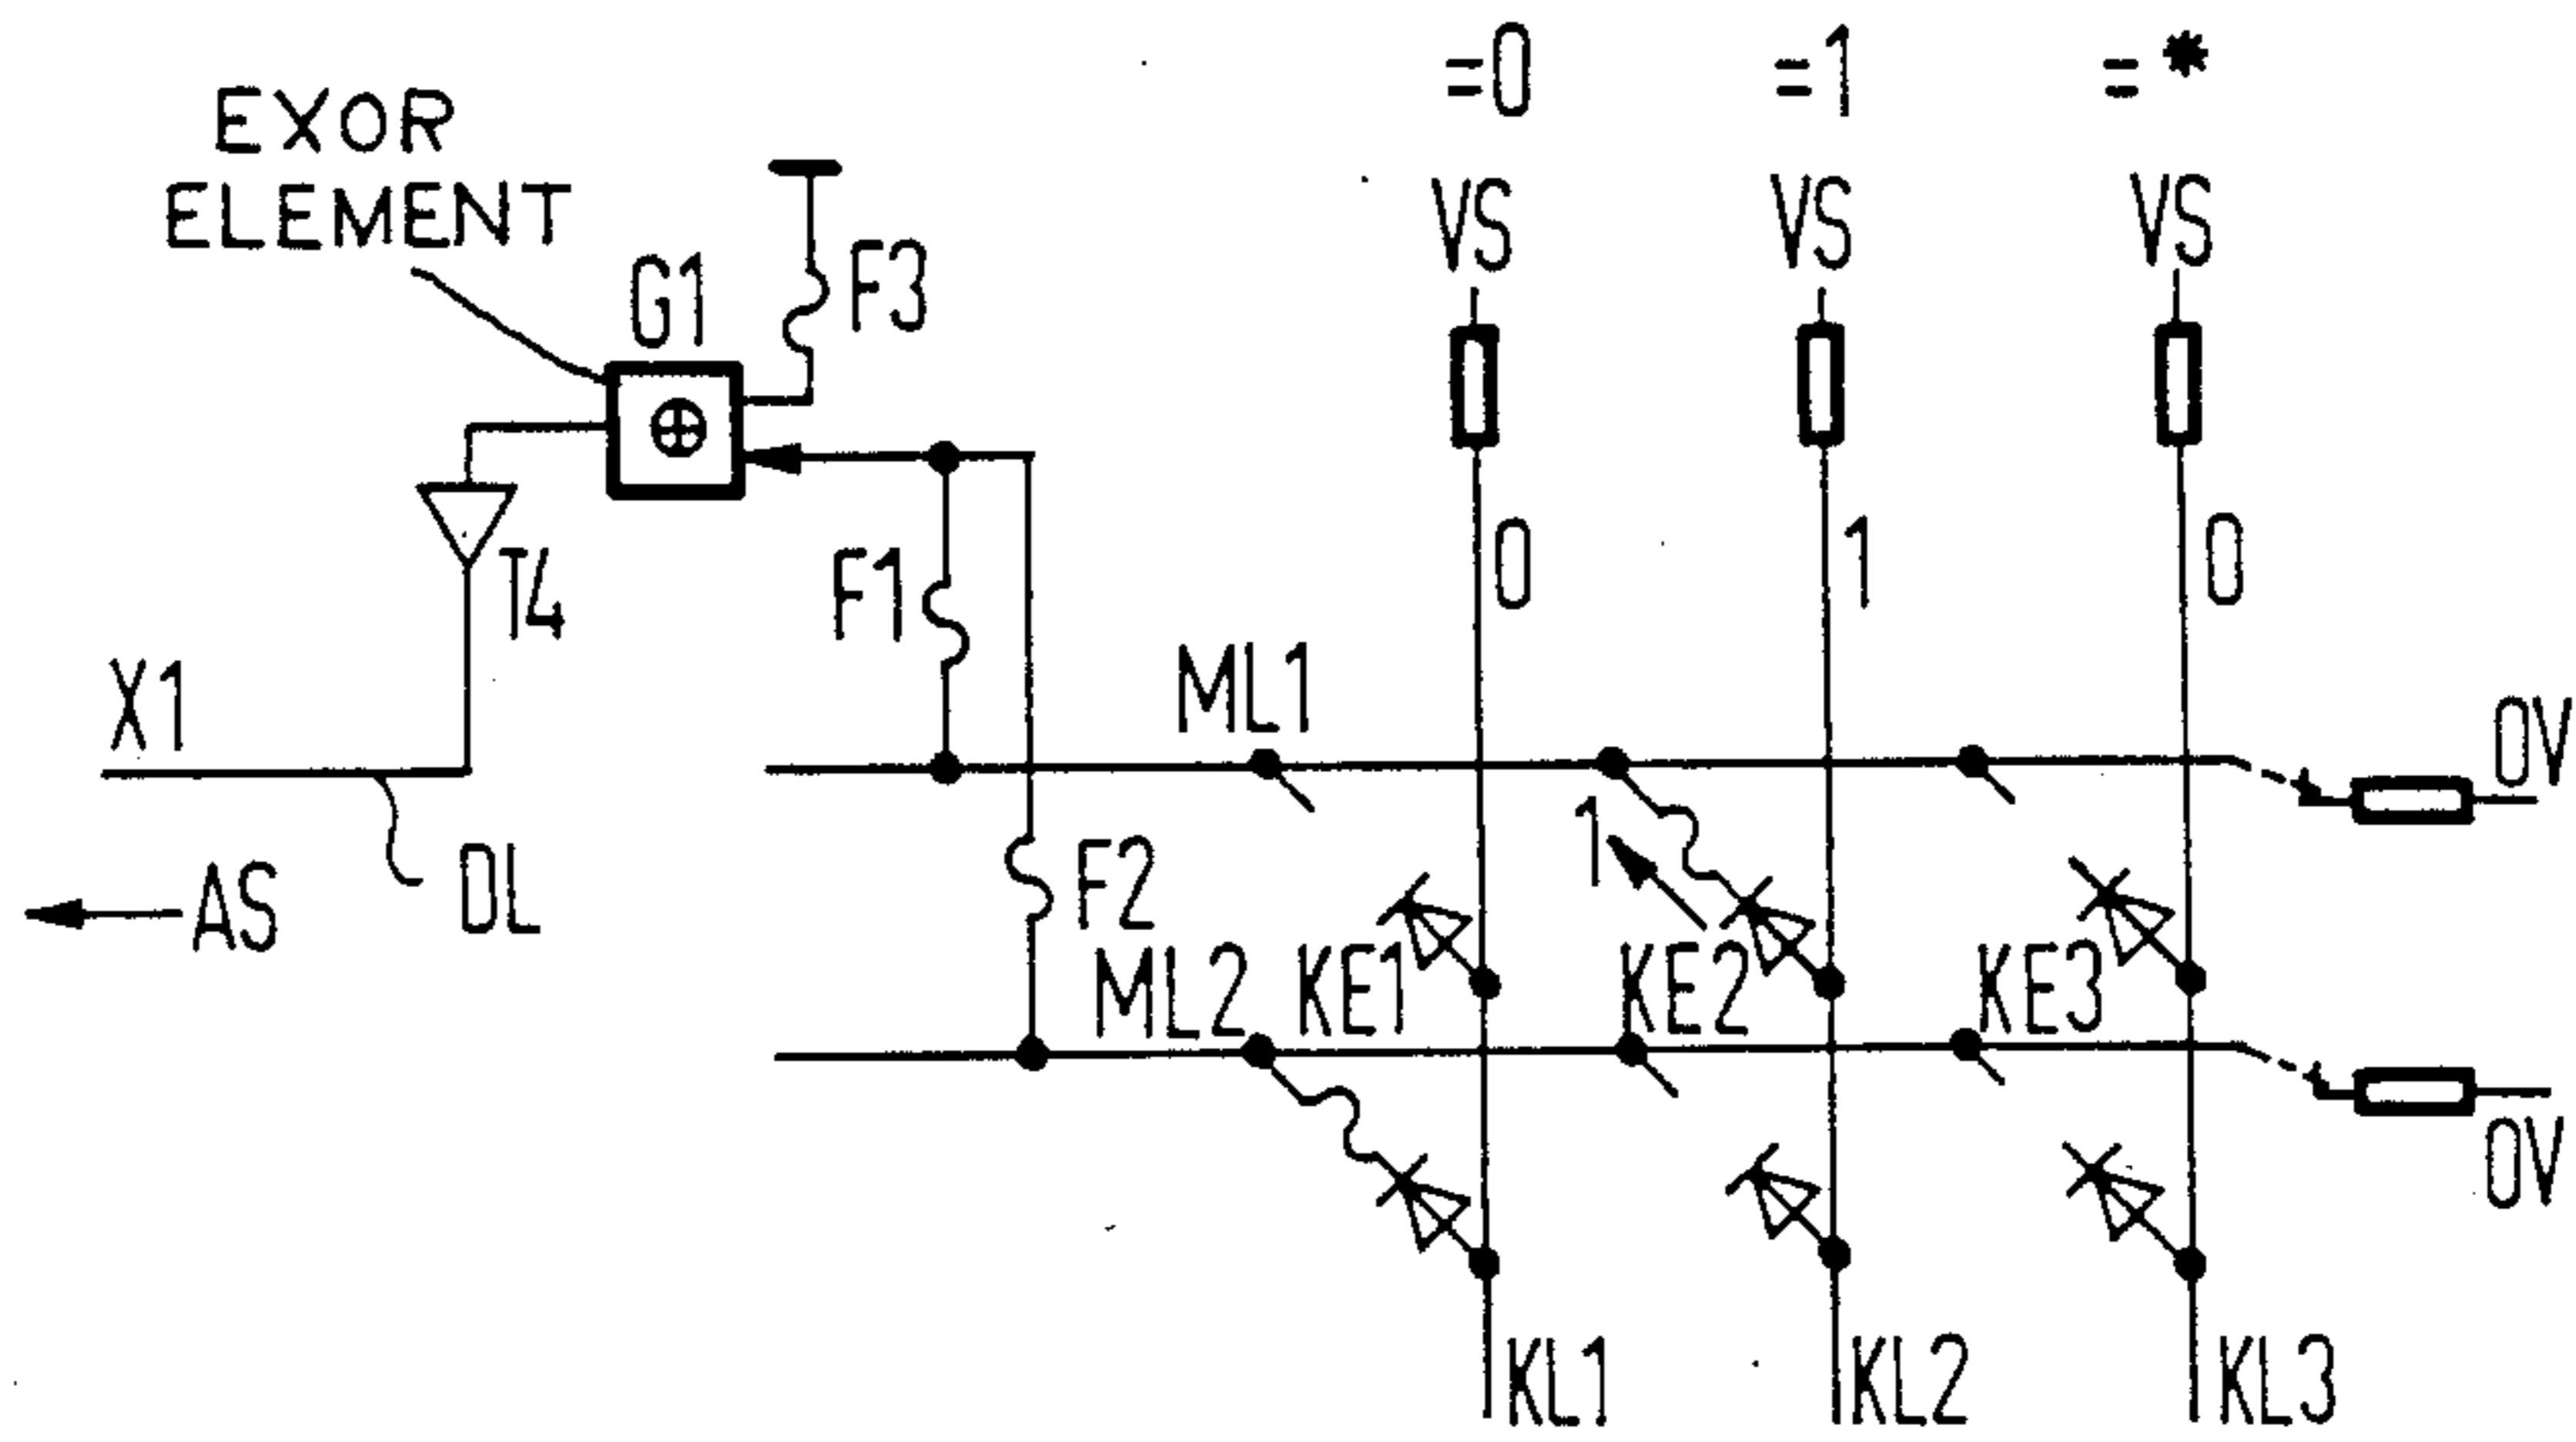 =0 =1 =*
EXOR
ELEMENT
VS VS VS
G1 F3
0 1 0
F1
T4
X1
ML1
0V
1
DL
F2
AS
ML2 KE1 KE2 KE3
0V
KL1 KL2 KL3